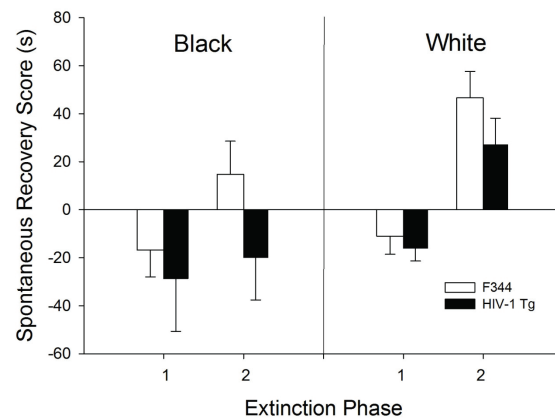 Spontaneous Recovery Score (s)
80
60
40
20
0
-20
-40
-60
Black
White
F344
HIV-1 Tg
1
2
1
2
Extinction Phase